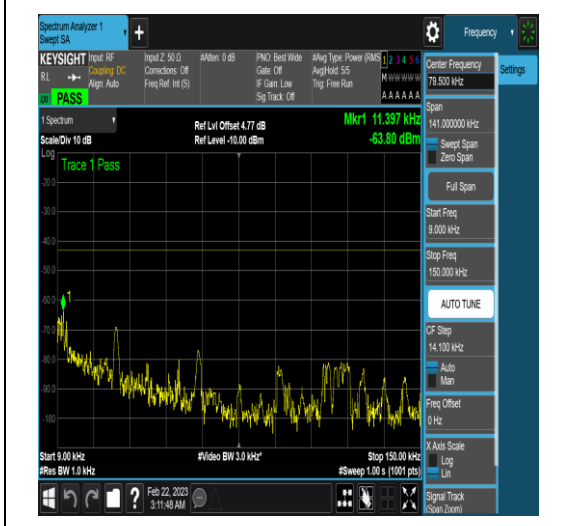 Spectrum Analyzer 1
Swept SA
+
Frequency
KEYSIGHT
Input: RF
Coupling: DC
Align: Auto
Input Z: 50 Ω
Corrections: Off
Freq Ref: Int (S)
#Atten: 0 dB
PNO: Best Wide
Gate: Off
IF Gain: Low
Sig Track: Off
#Avg Type: Power (RMS
Avg|Hold: 5/5
Trig: Free Run
1 2 3 4 5 6
M W W W W W
A A A A A A
R L
PASS
Center Frequency
79.500 kHz
Settings
Span
141.000000 kHz
Swept Span
Zero Span
Full Span
Start Freq
9.000 kHz
Stop Freq
150.000 kHz
AUTO TUNE
CF Step
14.100 kHz
Auto
Man
Freq Offset
0 Hz
X Axis Scale
Log
Lin
Signal Track
(Span Zoom)
1 Spectrum
Scale/Div 10 dB
Ref Lvl Offset 4.77 dB
Ref Level -10.00 dBm
Mkr1 11.397 kHz
-63.80 dBm
Log
Trace 1 Pass
-20.0
-30.0
-40.0
-50.0
-60.0
-70.0
-80.0
-90.0
-100
1
Start 9.00 kHz
#Res BW 1.0 kHz
#Video BW 3.0 kHz*
Stop 150.00 kHz
#Sweep 1.00 s (1001 pts)
?
Feb 22, 2023
3:11:48 AM